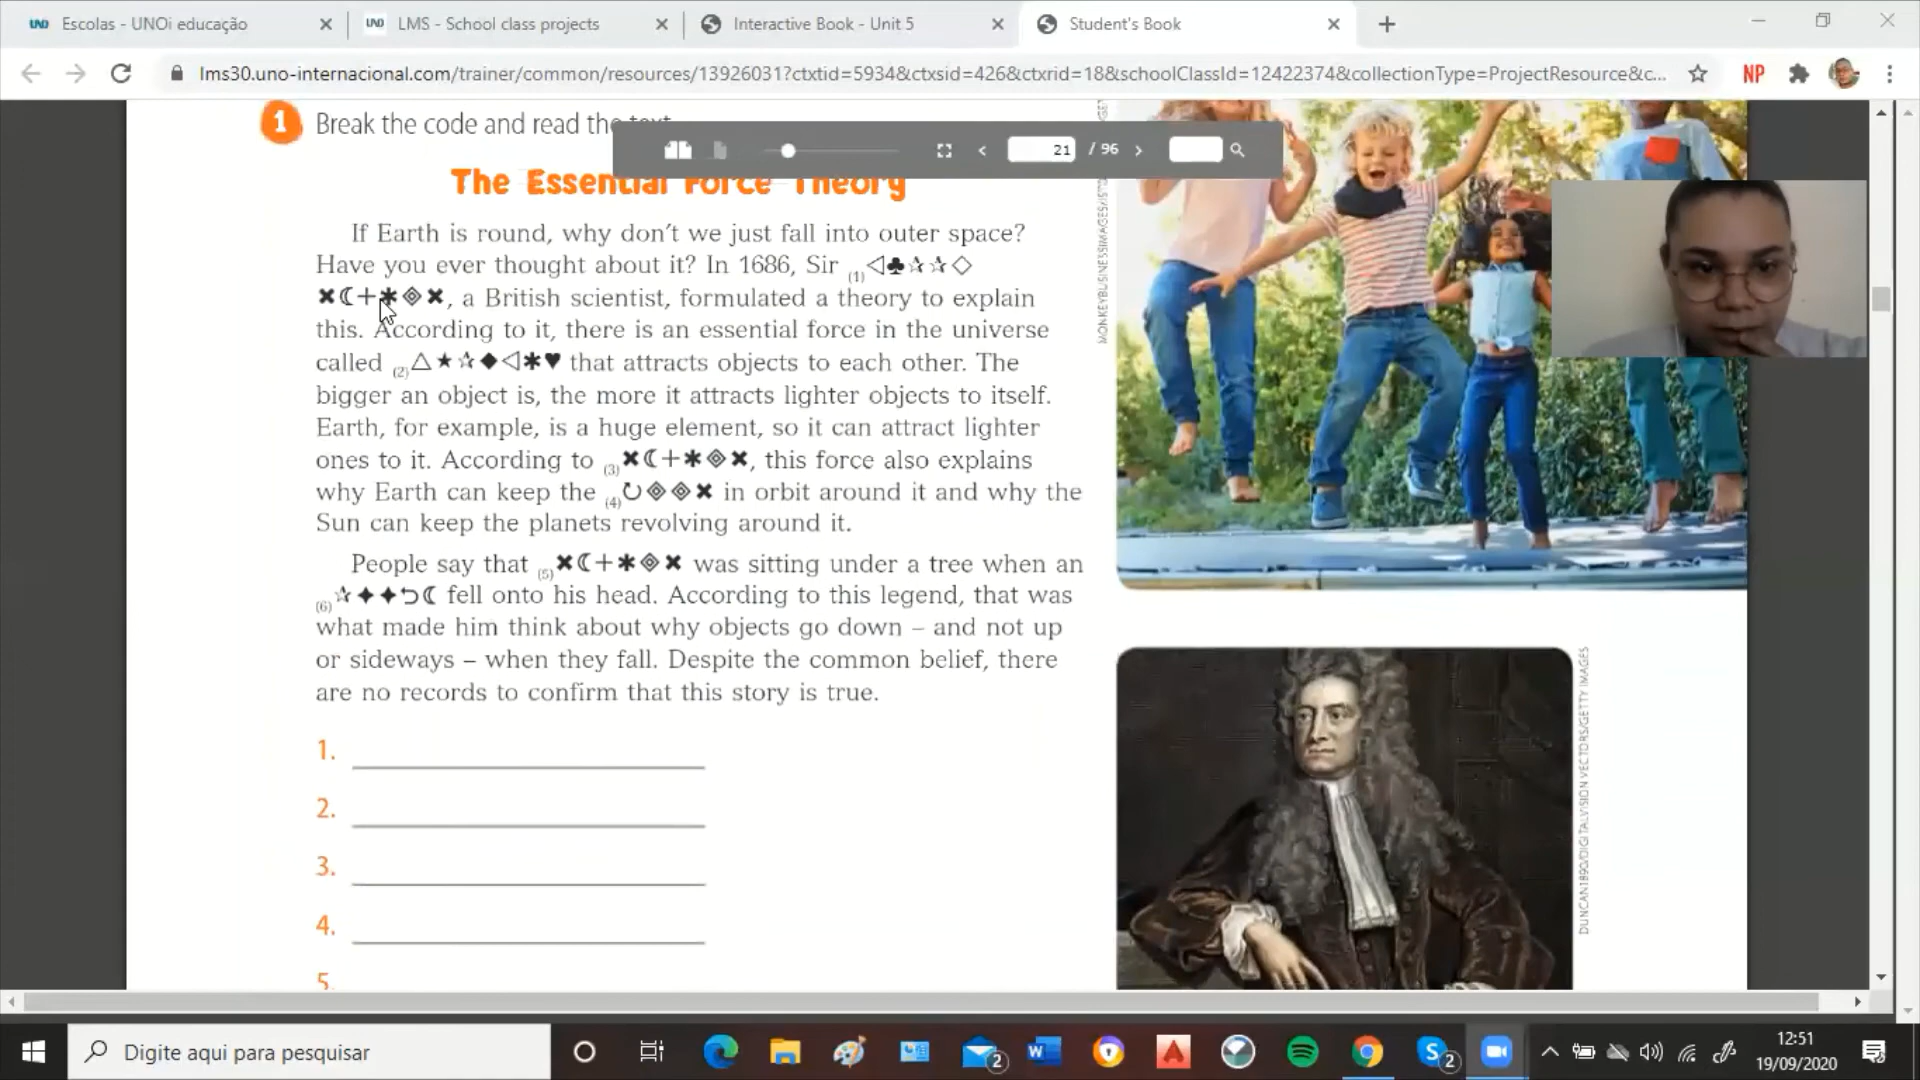 Escolas - UNOi educação
LMS - School class projects
Interactive Book - Unit 5
Student's Book
lms30.uno-internacional.com/trainer/common/resources/13926031?ctxtid=5934&ctxsid=426&ctxrid=18&schoolClassId=12422374&collectionType=ProjectResource&c...
NP
1 Break the code and read the text
21 / 96
The Essential Force Theory
If Earth is round, why don't we just fall into outer space?
Have you ever thought about it? In 1686, Sir (1)◁♣☆☆◇
✖☾+✱◈✖, a British scientist, formulated a theory to explain
this. According to it, there is an essential force in the universe
called (2)△★☆◆◁✱♥ that attracts objects to each other. The
bigger an object is, the more it attracts lighter objects to itself.
Earth, for example, is a huge element, so it can attract lighter
ones to it. According to (3)✖☾+✱◈✖, this force also explains
why Earth can keep the (4)↻◈◈✖ in orbit around it and why the
Sun can keep the planets revolving around it.
People say that (5)✖☾+✱◈✖ was sitting under a tree when an
(6)☆✦✦⊃☾ fell onto his head. According to this legend, that was
what made him think about why objects go down – and not up
or sideways – when they fall. Despite the common belief, there
are no records to confirm that this story is true.
1.
2.
3.
4.
5.
DUNCAN1890/DIGITALVISION VECTORS/GETTY IMAGES
Digite aqui para pesquisar
2
2
12:51
19/09/2020